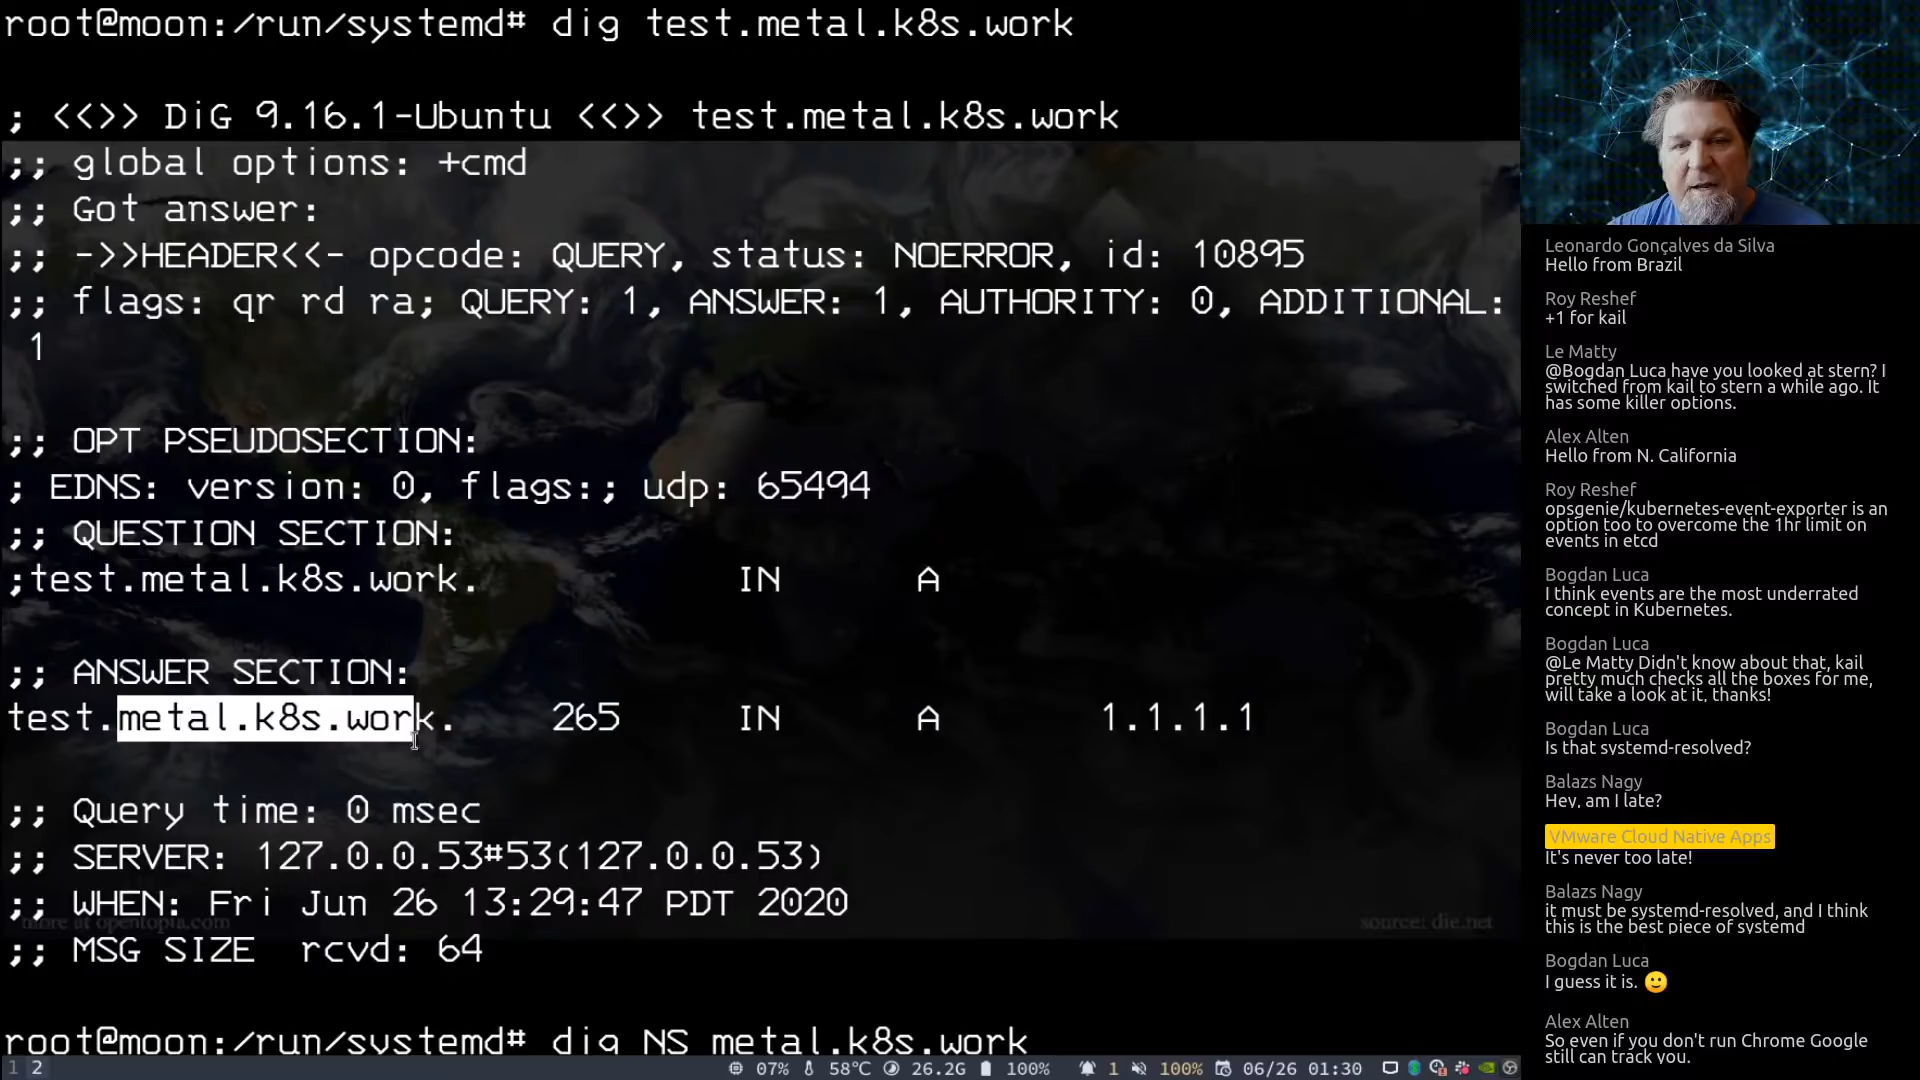 root@moon:/run/systemd# dig test.metal.k8s.work
; <<>> DiG 9.16.1-Ubuntu <<>> test.metal.k8s.work
;; global options: +cmd
;; Got answer:
;; ->>HEADER<<- opcode: QUERY, status: NOERROR, id: 10895
;; flags: qr rd ra; QUERY: 1, ANSWER: 1, AUTHORITY: 0, ADDITIONAL:
1
;; OPT PSEUDOSECTION:
; EDNS: version: 0, flags:; udp: 65494
;; QUESTION SECTION:
;test.metal.k8s.work. IN A
;; ANSWER SECTION:
test.metal.k8s.work. 265 IN A 1.1.1.1
;; Query time: 0 msec
;; SERVER: 127.0.0.53#53(127.0.0.53)
;; WHEN: Fri Jun 26 13:29:47 PDT 2020
more at opentopia.com
source: die.net
;; MSG SIZE rcvd: 64
root@moon:/run/systemd# dig NS metal.k8s.work
1 2
07% 58℃ 26.2G 100% 1 100% 06/26 01:30
Leonardo Gonçalves da Silva
Hello from Brazil
Roy Reshef
+1 for kail
Le Matty
@Bogdan Luca have you looked at stern? I
switched from kail to stern a while ago. It
has some killer options.
Alex Alten
Hello from N. California
Roy Reshef
opsgenie/kubernetes-event-exporter is an
option too to overcome the 1hr limit on
events in etcd
Bogdan Luca
I think events are the most underrated
concept in Kubernetes.
Bogdan Luca
@Le Matty Didn't know about that, kail
pretty much checks all the boxes for me,
will take a look at it, thanks!
Bogdan Luca
Is that systemd-resolved?
Balazs Nagy
Hey, am I late?
VMware Cloud Native Apps
It's never too late!
Balazs Nagy
it must be systemd-resolved, and I think
this is the best piece of systemd
Bogdan Luca
I guess it is. 🙂
Alex Alten
So even if you don't run Chrome Google
still can track you.